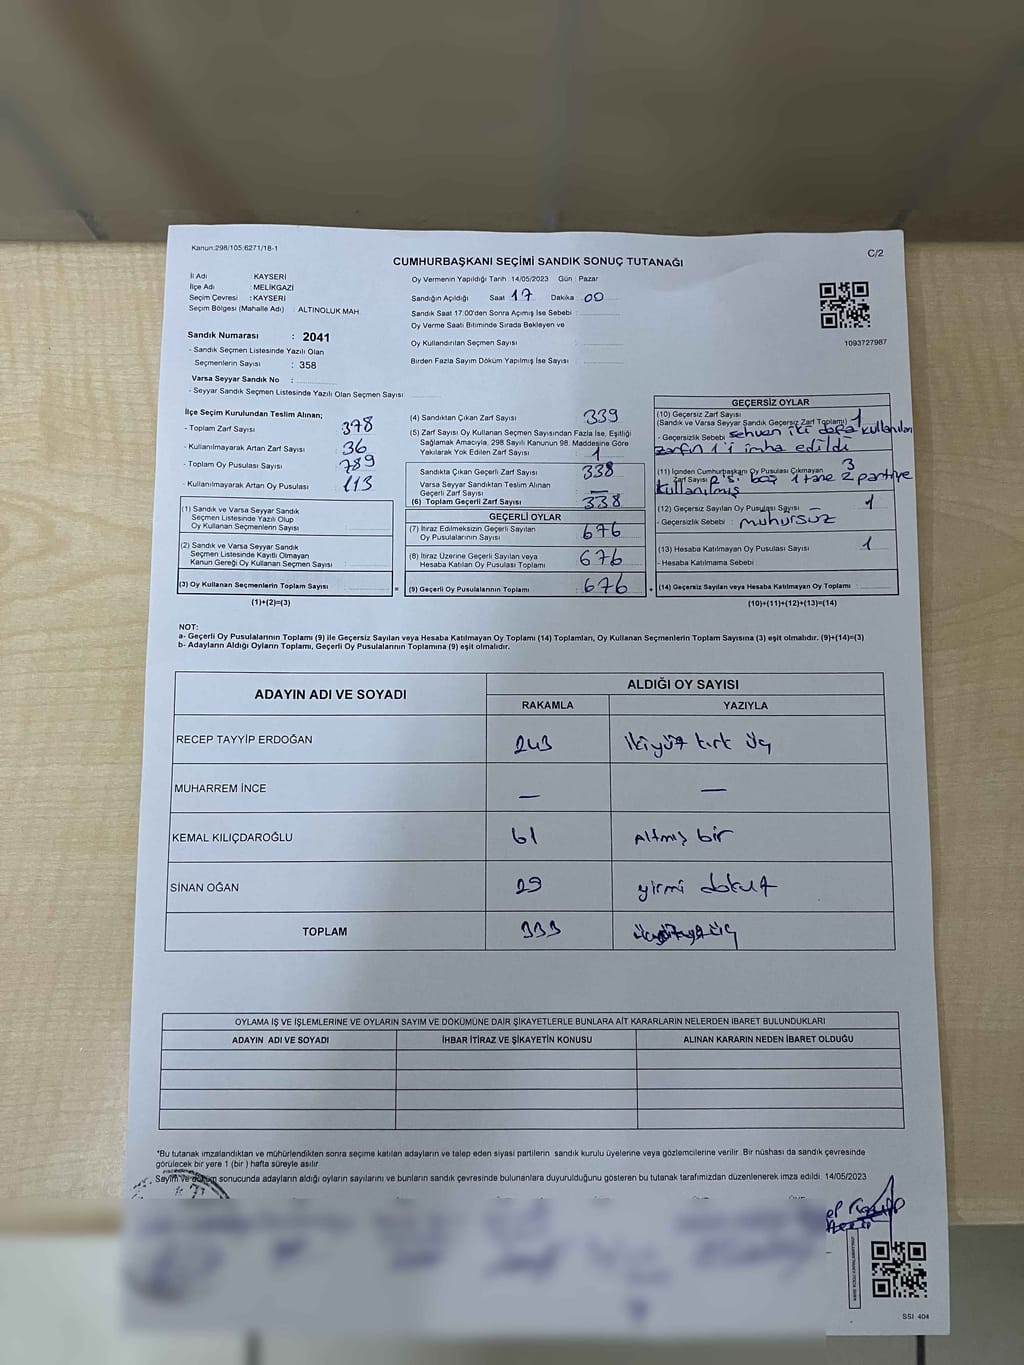 Kanun:298/105,6271/18-1
C/2
CUMHURBAŞKANI SEÇİMİ SANDIK SONUÇ TUTANAĞI
İl Adı : KAYSERİ
İlçe Adı : MELİKGAZİ
Seçim Çevresi : KAYSERİ
Seçim Bölgesi (Mahalle Adı) : ALTINOLUK MAH.
Sandık Numarası : 2041
- Sandık Seçmen Listesinde Yazılı Olan
Seçmenlerin Sayısı : 358
Varsa Seyyar Sandık No :
- Seyyar Sandık Seçmen Listesinde Yazılı Olan Seçmen Sayısı :
Oy Vermenin Yapıldığı Tarih : 14/05/2023 Gün : Pazar
Sandığın Açıldığı Saat 17 Dakika 00
Sandık Saat 17:00'den Sonra Açımış İse Sebebi :
Oy Verme Saati Bitiminde Sırada Bekleyen ve
Oy Kullandırılan Seçmen Sayısı :
Birden Fazla Sayım Döküm Yapılmış İse Sayısı :
1093727987
İlçe Seçim Kurulundan Teslim Alınan;
- Toplam Zarf Sayısı : 378
- Kullanılmayarak Artan Zarf Sayısı : 36
- Toplam Oy Pusulası Sayısı : 789
- Kullanılmayarak Artan Oy Pusulası : 113
(1) Sandık ve Varsa Seyyar Sandık
Seçmen Listesinde Yazılı Olup
Oy Kullanan Seçmenlerin Sayısı :
(2) Sandık ve Varsa Seyyar Sandık
Seçmen Listesinde Kayıtlı Olmayan
Kanun Gereği Oy Kullanan Seçmen Sayısı :
(3) Oy Kullanan Seçmenlerin Toplam Sayısı :
(1)+(2)=(3)
(4) Sandıktan Çıkan Zarf Sayısı : 339
(5) Zarf Sayısı Oy Kullanan Seçmen Sayısından Fazla İse, Eşitliği
Sağlamak Amacıyla, 298 Sayılı Kanunun 98. Maddesine Göre
Yakılarak Yok Edilen Zarf Sayısı : 1
Sandıkta Çıkan Geçerli Zarf Sayısı : 338
Varsa Seyyar Sandıktan Teslim Alınan
Geçerli Zarf Sayısı : —
(6) Toplam Geçerli Zarf Sayısı : 338
GEÇERLİ OYLAR
(7) İtiraz Edilmeksizin Geçerli Sayılan
Oy Pusulalarının Sayısı : 676
(8) İtiraz Üzerine Geçerli Sayılan veya
Hesaba Katılan Oy Pusulası Toplamı : 676
(9) Geçerli Oy Pusulalarının Toplamı : 676
GEÇERSİZ OYLAR
(10) Geçersiz Zarf Sayısı
(Sandık ve Varsa Seyyar Sandık Geçersiz Zarf Toplamı) : 1
- Geçersizlik Sebebi : sehven iki defa kullanılan
zarfın 1'i imha edildi
(11) İçinden Cumhurbaşkanı Oy Pusulası Çıkmayan
Zarf Sayısı : 3 2'si boş 1 tane 2 partiye
kullanılmış
(12) Geçersiz Sayılan Oy Pusulası Sayısı : 1
- Geçersizlik Sebebi : mühürsüz
(13) Hesaba Katılmayan Oy Pusulası Sayısı : 1
- Hesaba Katılmama Sebebi :
(14) Geçersiz Sayılan veya Hesaba Katılmayan Oy Toplamı :
(10)+(11)+(12)+(13)=(14)
NOT:
a- Geçerli Oy Pusulalarının Toplamı (9) ile Geçersiz Sayılan veya Hesaba Katılmayan Oy Toplamı (14) Toplamları, Oy Kullanan Seçmenlerin Toplam Sayısına (3) eşit olmalıdır. (9)+(14)=(3)
b- Adayların Aldığı Oyların Toplamı, Geçerli Oy Pusulalarının Toplamına (9) eşit olmalıdır.
ADAYIN ADI VE SOYADI
ALDIĞI OY SAYISI
RAKAMLA YAZIYLA
RECEP TAYYİP ERDOĞAN 243 ikiyüz kırk üç
MUHARREM İNCE — —
KEMAL KILIÇDAROĞLU 61 Altmış bir
SİNAN OĞAN 29 yirmi dokuz
TOPLAM 333
OYLAMA İŞ VE İŞLEMLERİNE VE OYLARIN SAYIM VE DÖKÜMÜNE DAİR ŞİKAYETLERLE BUNLARA AİT KARARLARIN NELERDEN İBARET BULUNDUKLARI
ADAYIN ADI VE SOYADI İHBAR İTİRAZ VE ŞİKAYETİN KONUSU ALINAN KARARIN NEDEN İBARET OLDUĞU
*Bu tutanak imzalandıktan ve mühürlendikten sonra seçime katılan adayların ve talep eden siyasi partilerin sandık kurulu üyelerine veya gözlemcilerine verilir. Bir nüshası da sandık çevresinde
görülecek bir yere 1 (bir) hafta süreyle asılır.
Sayım ve döküm sonucunda adayların aldığı oyların sayılarını ve bunların sandık çevresinde bulunanlara duyurulduğunu gösteren bu tutanak tarafımızdan düzenlenerek imza edildi. 14/05/2023
SSI 404